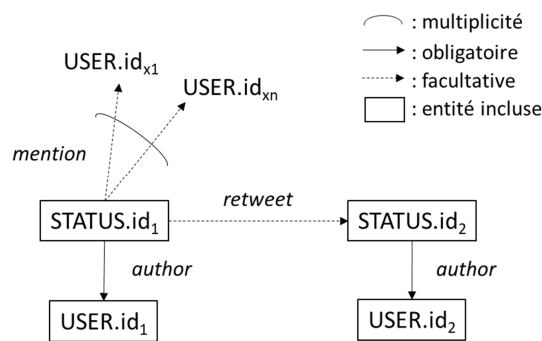 : multiplicité
: obligatoire
: facultative
: entité incluse
USER.idx1
USER.idxn
mention
retweet
STATUS.id1
STATUS.id2
author
author
USER.id1
USER.id2